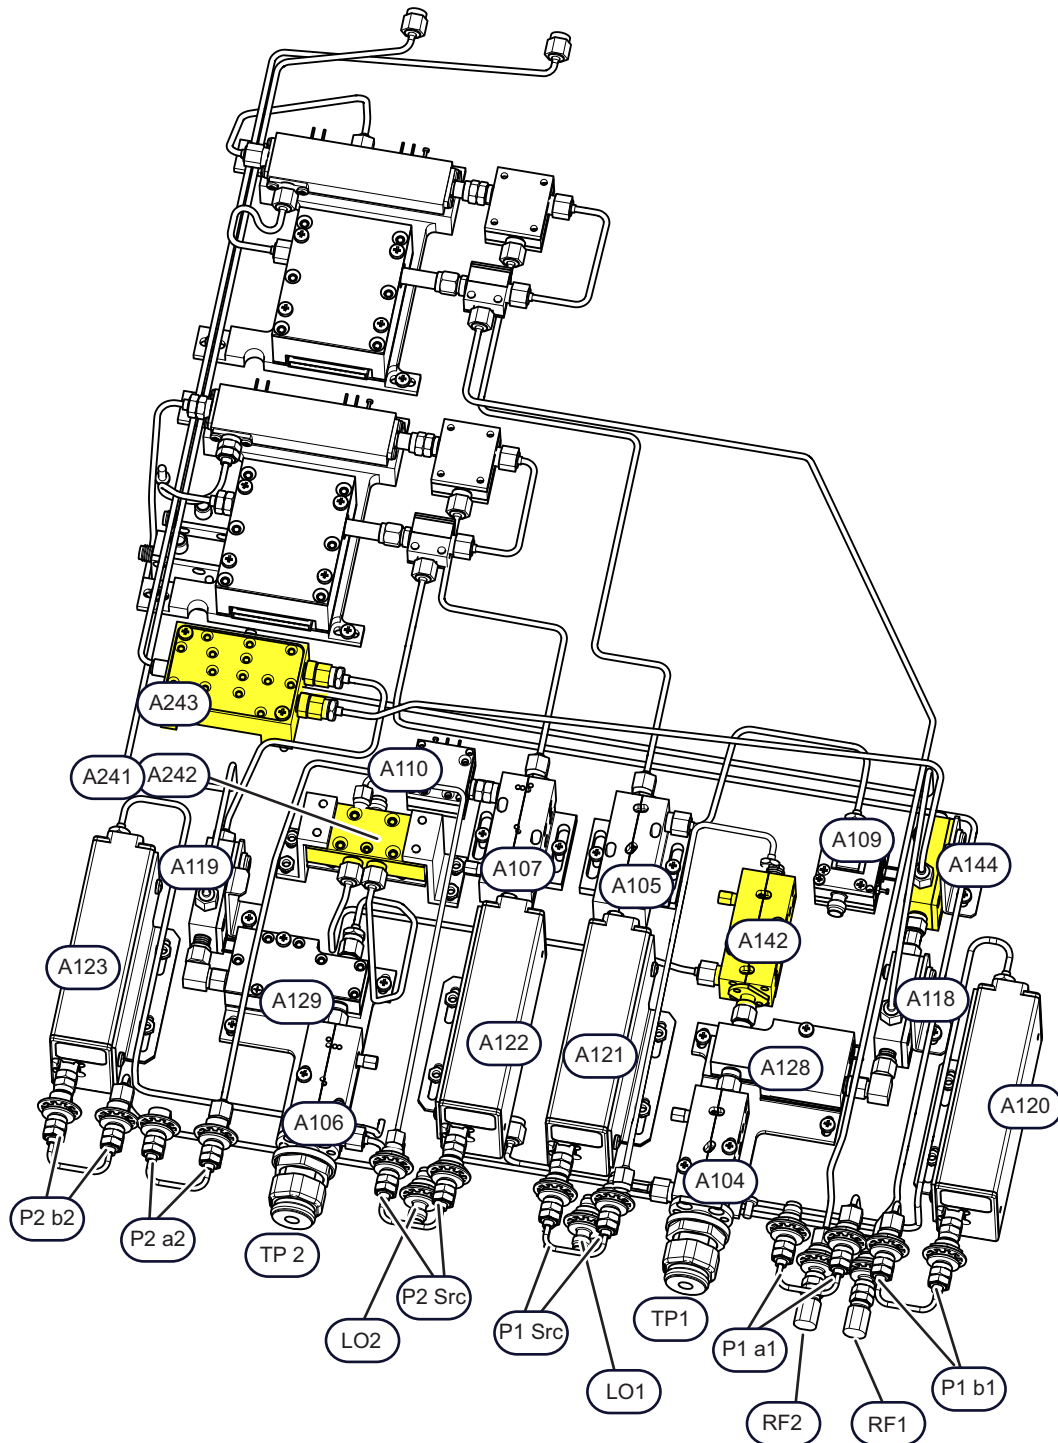 A243
A241
A242
A110
A119
A107
A105
A109
A144
A123
A142
A129
A118
A122
A121
A128
A120
A106
A104
P2 b2
P2 a2
TP 2
P2 Src
LO2
P1 Src
TP1
P1 a1
LO1
P1 b1
RF2
RF1